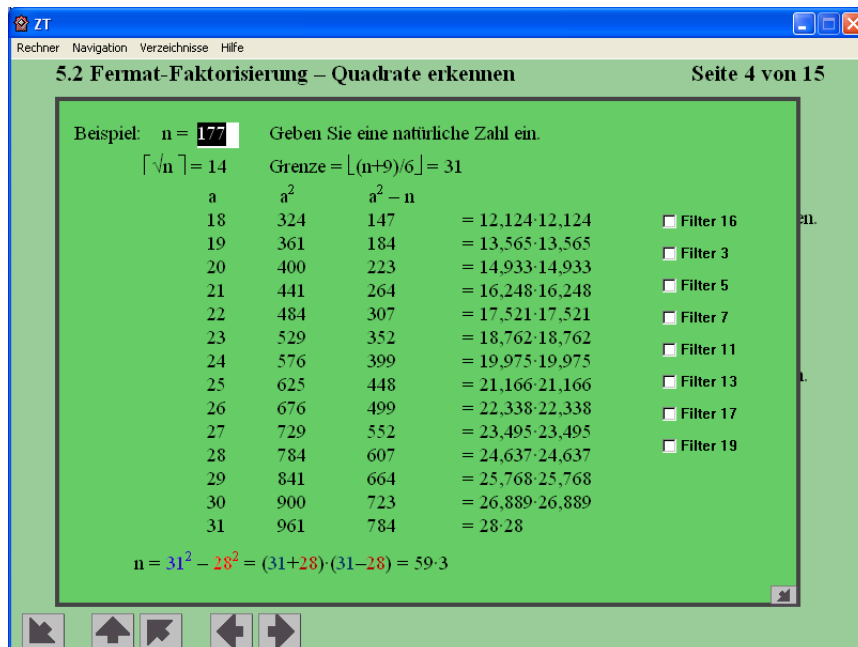 ZT
Rechner Navigation Verzeichnisse Hilfe
5.2 Fermat-Faktorisierung – Quadrate erkennen Seite 4 von 15
Beispiel: n = 177 Geben Sie eine natürliche Zahl ein.
⌈√n⌉ = 14 Grenze = ⌊(n+9)/6⌋ = 31
a a² a² – n
18 324 147 = 12,124·12,124 Filter 16
19 361 184 = 13,565·13,565 Filter 3
20 400 223 = 14,933·14,933
21 441 264 = 16,248·16,248 Filter 5
22 484 307 = 17,521·17,521 Filter 7
23 529 352 = 18,762·18,762
24 576 399 = 19,975·19,975 Filter 11
25 625 448 = 21,166·21,166 Filter 13
26 676 499 = 22,338·22,338
27 729 552 = 23,495·23,495 Filter 17
28 784 607 = 24,637·24,637 Filter 19
29 841 664 = 25,768·25,768
30 900 723 = 26,889·26,889
31 961 784 = 28·28
n = 31² – 28² = (31+28)·(31–28) = 59·3